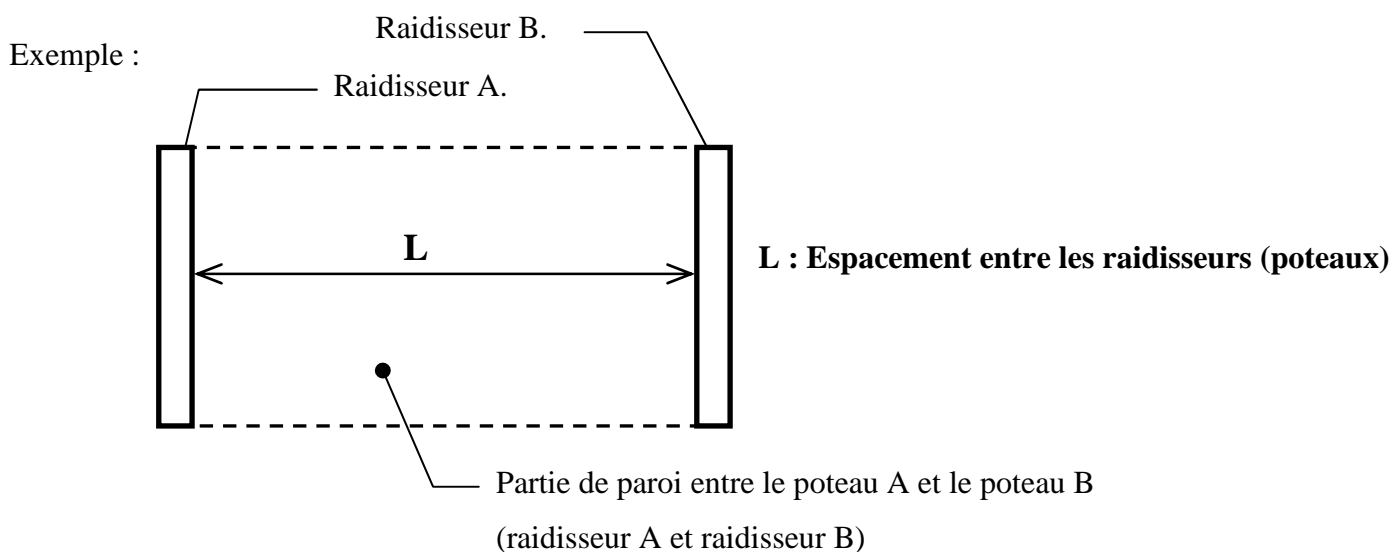 Raidisseur B.
Exemple :
Raidisseur A.
L
L : Espacement entre les raidisseurs (poteaux)
Partie de paroi entre le poteau A et le poteau B
(raidisseur A et raidisseur B)